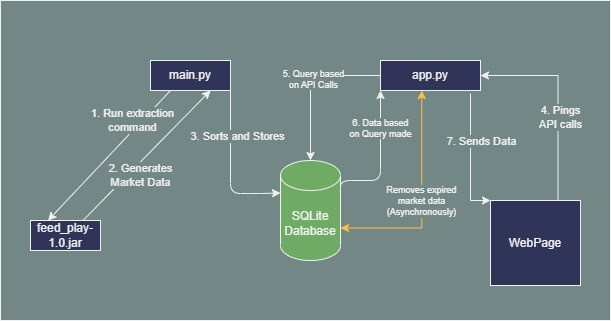 main.py
app.py
5. Query based
on API Calls
1. Run extraction
command
4. Pings
API calls
6. Data based
on Query made
3. Sorts and Stores
7. Sends Data
2. Generates
Market Data
Removes expired
market data
(Asynchronously)
SQLite
Database
feed_play-
1.0.jar
WebPage